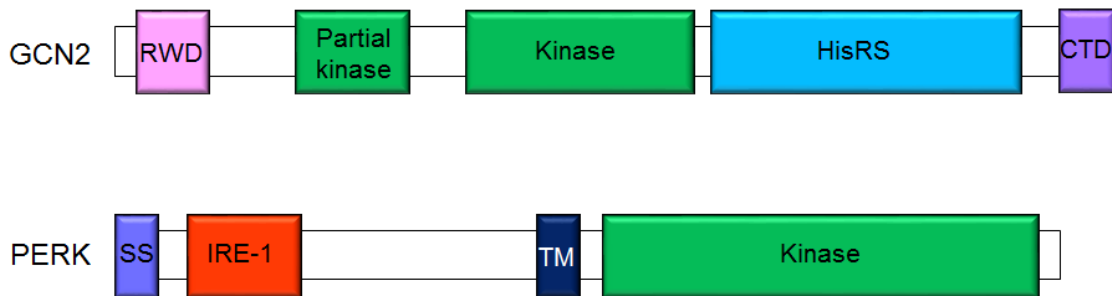 GCN2
RWD
Partial
kinase
Kinase
HisRS
CTD
PERK
SS
IRE-1
TM
Kinase